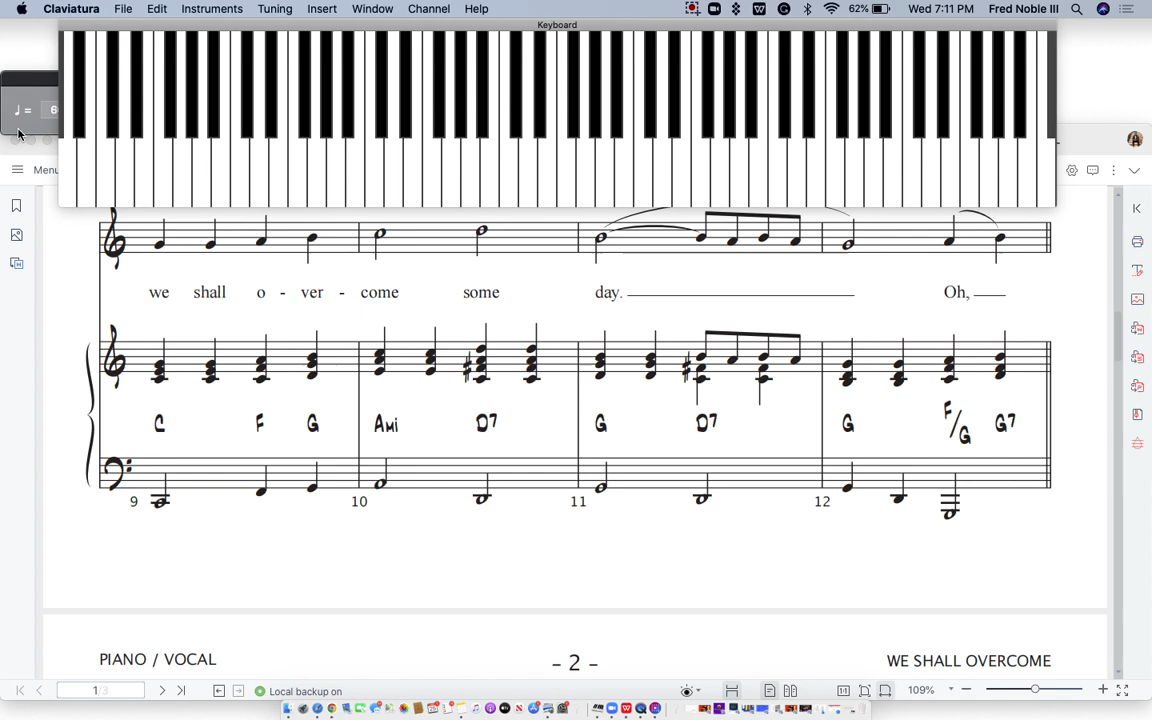 Claviatura File Edit Instruments Tuning Insert Window Channel Help 62% Wed 7:11 PM Fred Noble III
Keyboard
♩ = 6
Menu
we shall o - ver - come some day. Oh,
C F G Ami D7 G D7 G F/G G7
9 10 11 12
PIANO / VOCAL - 2 - WE SHALL OVERCOME
1/3 Local backup on 109%